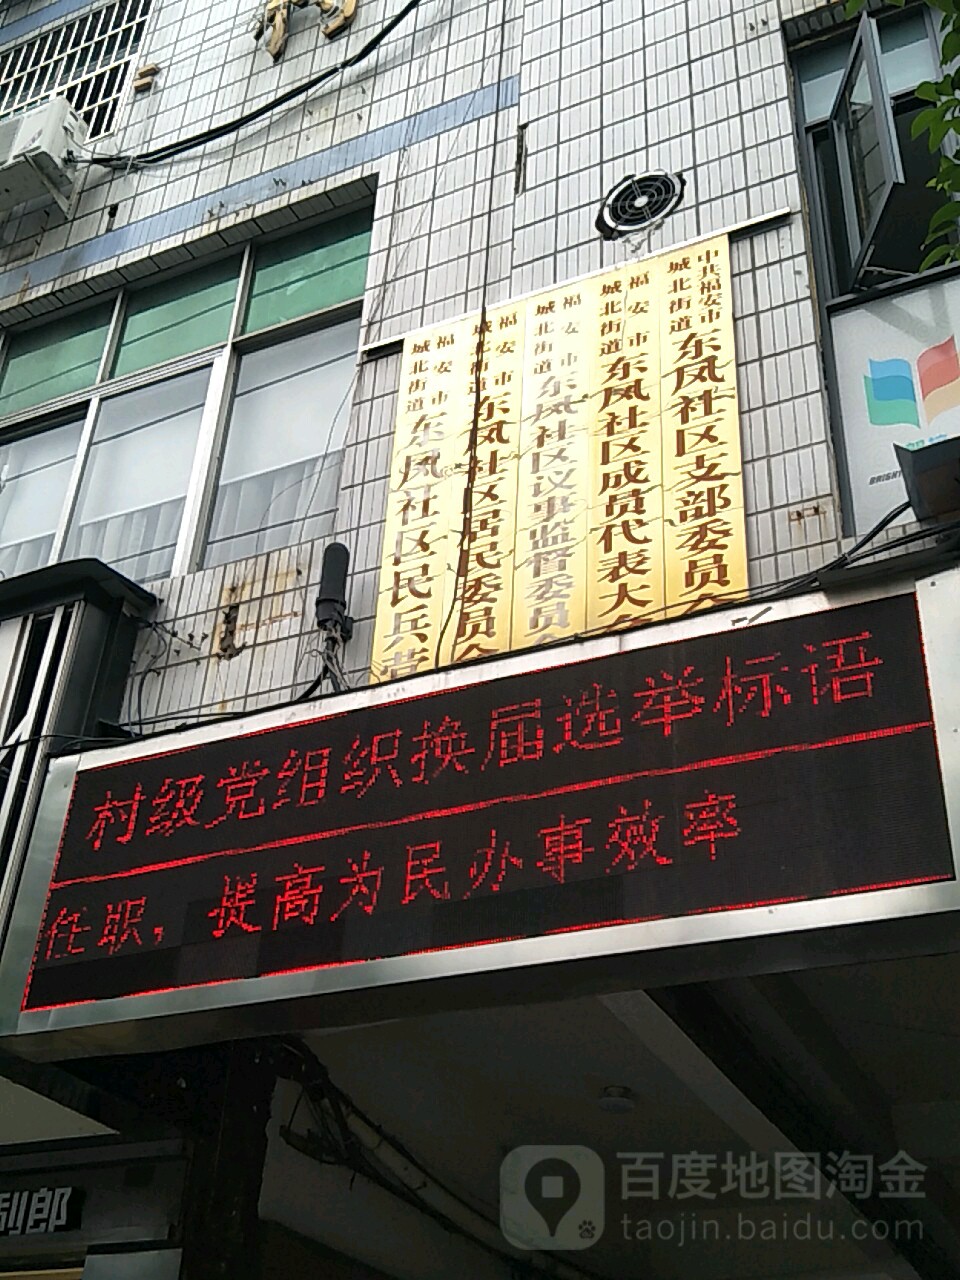 中共福安市
城北街道
东凤社区支部委员会
福安市
城北街道
东凤社区成员代表大会
福安市
城北街道
东凤社区议事监督委员会
福安市
城北街道
东凤社区居民委员会
福安市
城北街道
东凤社区民兵营
村级党组织换届选举标语
任职，提高为民办事效率
利郎
百度地图淘金
taojin.baidu.com